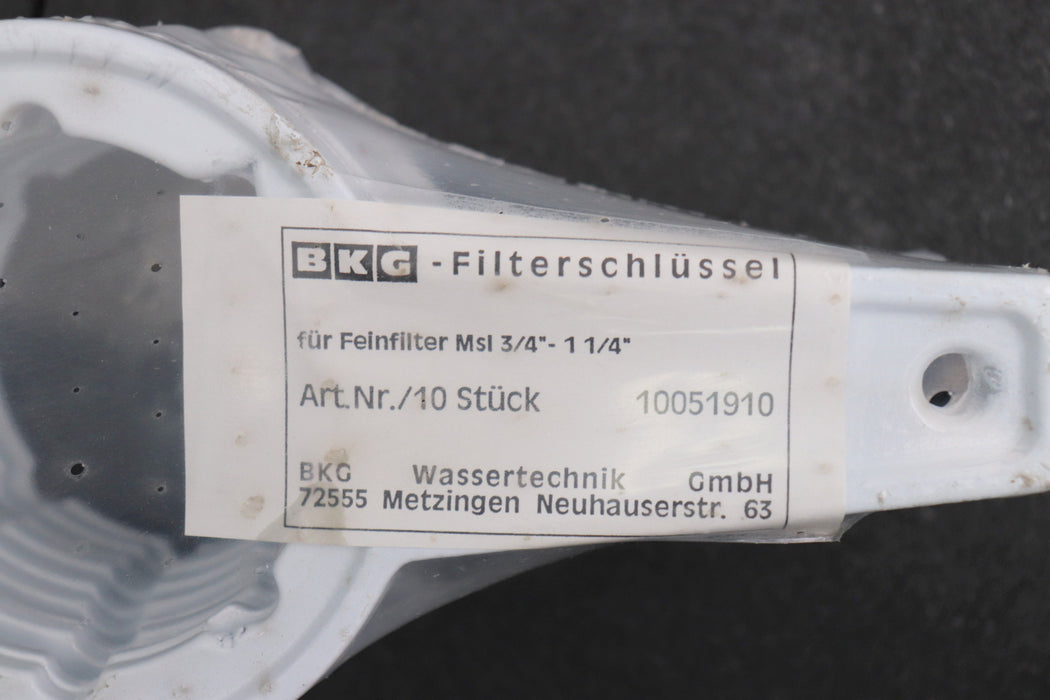 BKG -Filterschlüssel
für Feinfilter Msl 3/4"- 1 1/4"
Art.Nr./10 Stück 10051910
BKG Wassertechnik GmbH
72555 Metzingen Neuhauserstr. 63